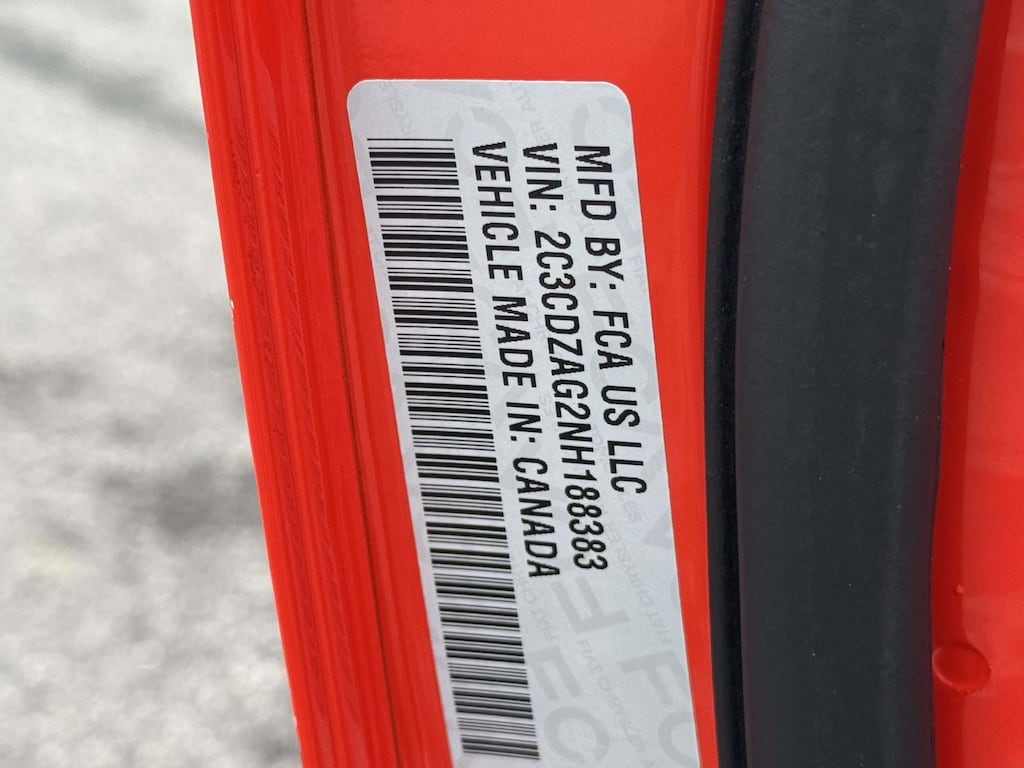 MFD BY: FCA US LLC
VIN: 2C3CDZAG2NH188383
VEHICLE MADE IN: CANADA